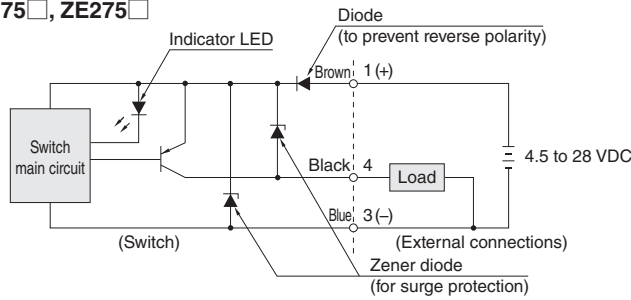 75□, ZE275□
Diode
(to prevent reverse polarity)
Indicator LED
Brown 1 (+)
Switch
main circuit
4.5 to 28 VDC
Black 4
Load
Blue 3 (–)
(Switch)
(External connections)
Zener diode
(for surge protection)